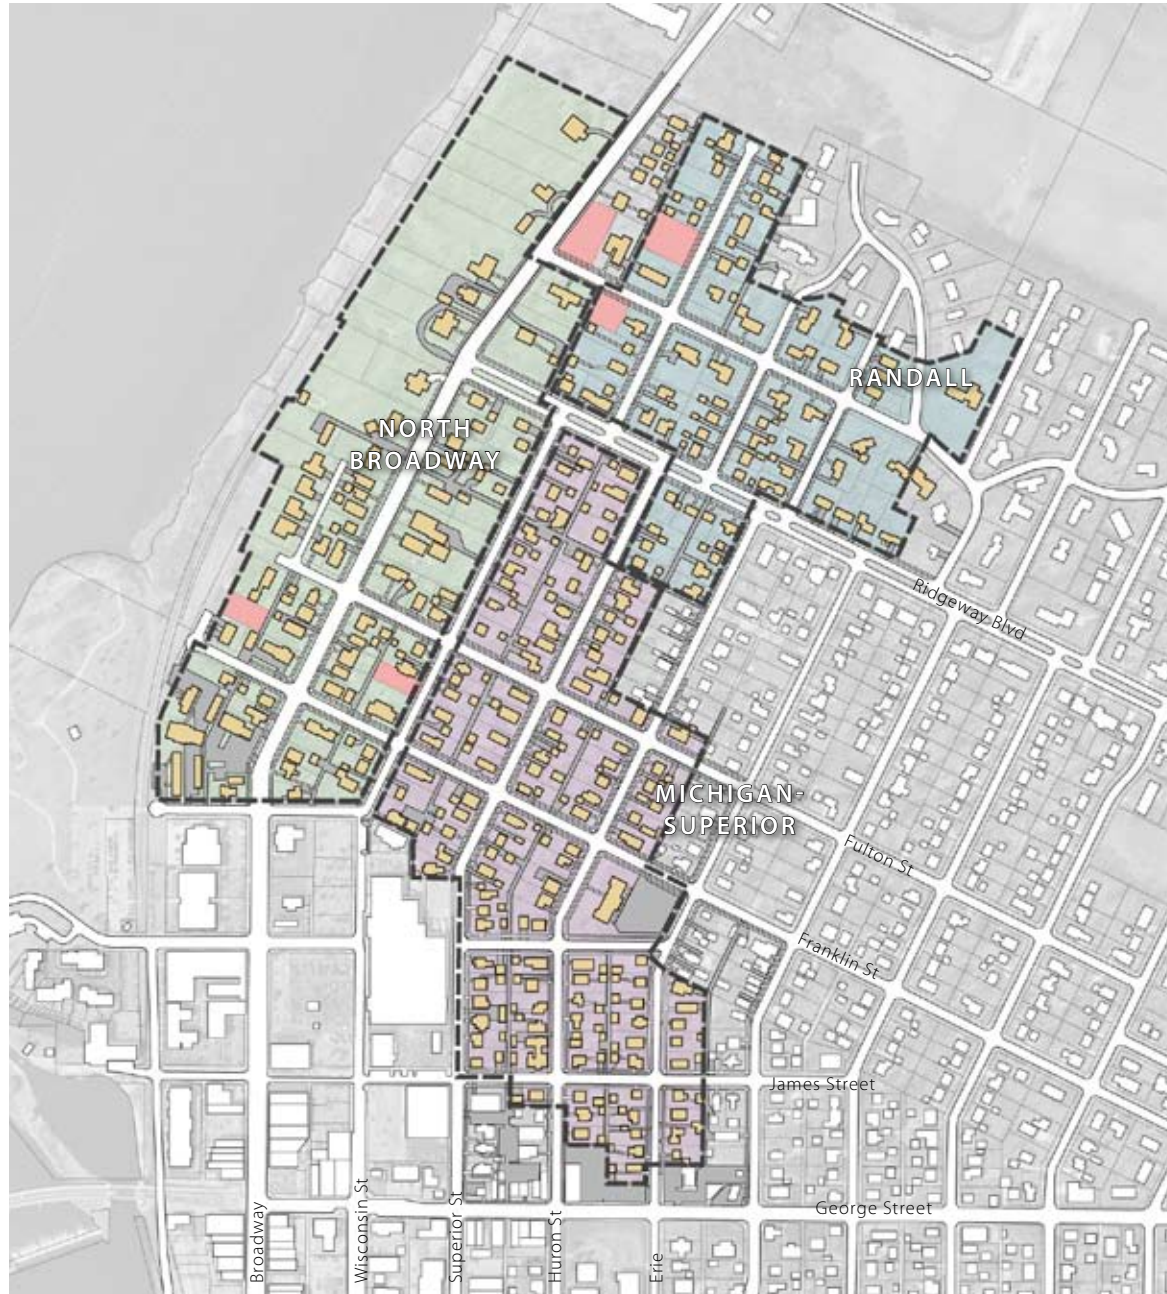 RANDALL
NORTH
BROADWAY
Ridgeway Blvd
MICHIGAN-
SUPERIOR
Fulton St
Franklin St
James Street
George Street
Broadway
Wisconsin St
Superior St
Huron St
Erie